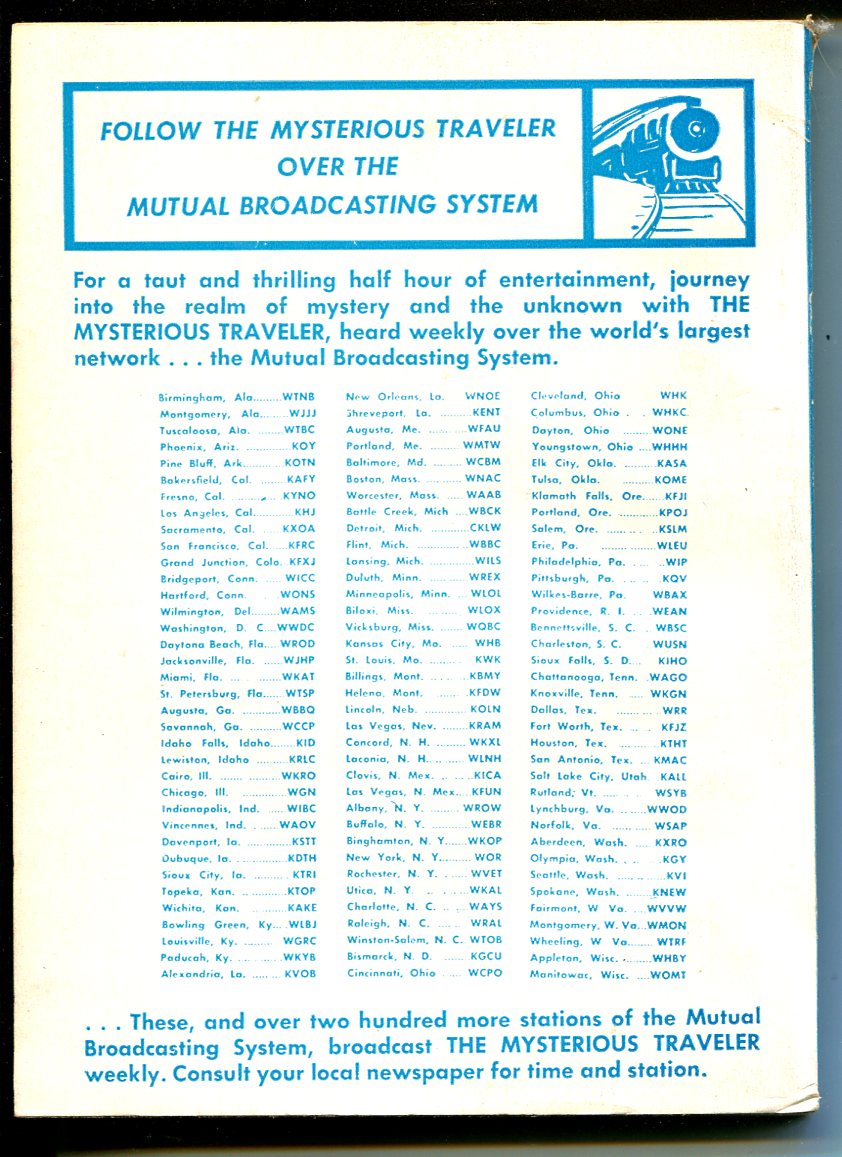 FOLLOW THE MYSTERIOUS TRAVELER
OVER THE
MUTUAL BROADCASTING SYSTEM
For a taut and thrilling half hour of entertainment, journey
into the realm of mystery and the unknown with THE
MYSTERIOUS TRAVELER, heard weekly over the world's largest
network . . . the Mutual Broadcasting System.
Birmingham, Ala........WTNB
Montgomery, Ala.......WJJJ
Tuscaloosa, Ala. .......WTBC
Phoenix, Ariz. ...........KOY
Pine Bluff, Ark...........KOTN
Bakersfield, Cal. .......KAFY
Fresno, Cal. .............KYNO
Los Angeles, Cal..........KHJ
Sacramento, Cal. .....KXOA
San Francisco, Cal. ....KFRC
Grand Junction, Colo. KFXJ
Bridgeport, Conn. .... WICC
Hartford, Conn. ....... WONS
Wilmington, Del.......WAMS
Washington, D. C....WWDC
Daytona Beach, Fla....WROD
Jacksonville, Fla. ..... WJHP
Miami, Fla. .............WKAT
St. Petersburg, Fla..... WTSP
Augusta, Ga. ............WBBQ
Savannah, Ga. ..........WCCP
Idaho Falls, Idaho.......KID
Lewiston, Idaho .........KRLC
Cairo, Ill. ...............WKRO
Chicago, Ill. ............. WGN
Indianapolis, Ind. .....WIBC
Vincennes, Ind. .......WAOV
Davenport, Ia. ..............KSTT
Dubuque, Ia. ..............KDTH
Sioux City, Ia. ............KTRI
Topeka, Kan. ..............KTOP
Wichita, Kan. .............KAKE
Bowling Green, Ky....WLBJ
Louisville, Ky. ......... WGRC
Paducah, Ky. .............WKYB
Alexandria, La. ......... KVOB
New Orleans, La. WNOE
Shreveport, La. ..........KENT
Augusta, Me. ..........WFAU
Portland, Me. ........ WMTW
Baltimore, Md. ....... WCBM
Boston, Mass. ......... WNAC
Worcester, Mass. ..... WAAB
Battle Creek, Mich ...WBCK
Detroit, Mich. ............CKLW
Flint, Mich. ..............WBBC
Lansing, Mich. ............WILS
Duluth, Minn. ......... WREX
Minneapolis, Minn. .. WLOL
Biloxi, Miss. .......... WLOX
Vicksburg, Miss. ...... WQBC
Kansas City, Mo. ...... WHB
St. Louis, Mo. ......... KWK
Billings, Mont. .......... KBMY
Helena, Mont. ..........KFDW
Lincoln, Neb. ........... KOLN
Las Vegas, Nev. ...... KRAM
Concord, N. H. ......... WKXL
Laconia, N. H........... WLNH
Clovis, N. Mex. ........ KICA
Las Vegas, N. Mex... KFUN
Albany, N. Y. ......... WROW
Buffalo, N. Y. .......... WEBR
Binghamton, N. Y......WKOP
New York, N. Y......... WOR
Rochester, N. Y. ....... WVET
Utica, N. Y. ............ WKAL
Charlotte, N. C. ...... WAYS
Raleigh, N. C. ......... WRAL
Winston-Salem, N. C. WTOB
Bismarck, N. D. ....... KGCU
Cincinnati, Ohio ..... WCPO
Cleveland, Ohio WHK
Columbus, Ohio . . WHKC
Dayton, Ohio ....... WONE
Youngstown, Ohio ....WHHH
Elk City, Okla. .........KASA
Tulsa, Okla. ............ KOME
Klamath Falls, Ore......KFJI
Portland, Ore. .......... KPOJ
Salem, Ore. ............ KSLM
Erie, Pa. ................WLEU
Philadelphia, Pa. ....... WIP
Pittsburgh, Pa. ......... KQV
Wilkes-Barre, Pa. WBAX
Providence, R. I. .... WEAN
Bennettsville, S. C. . WBSC
Charleston, S. C. WUSN
Sioux Falls, S. D.... KIHO
Chattanooga, Tenn. .WAGO
Knoxville, Tenn. .... WKGN
Dallas, Tex. ............. WRR
Fort Worth, Tex. ...... KFJZ
Houston, Tex. ......... KTHT
San Antonio, Tex. ... KMAC
Salt Lake City, Utah KALL
Rutland, Vt. ............ WSYB
Lynchburg, Va. .......WWOD
Norfolk, Va. ........... WSAP
Aberdeen, Wash. .... KXRO
Olympia, Wash. ........ KGY
Seattle, Wash. ......... KVI
Spokane, Wash. .......KNEW
Fairmont, W Va. ...WVVW
Montgomery, W. Va...WMON
Wheeling, W Va........ WTRF
Appleton, Wisc. ........WHBY
Manitowac, Wisc. ....WOMT
. . . These, and over two hundred more stations of the Mutual
Broadcasting System, broadcast THE MYSTERIOUS TRAVELER
weekly. Consult your local newspaper for time and station.